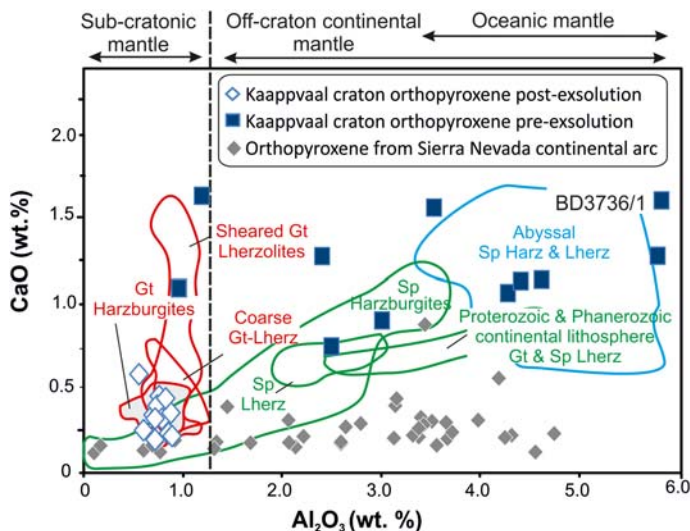 Sub-cratonic
mantle
Off-craton continental
mantle
Oceanic mantle
Kaappvaal craton orthopyroxene post-exsolution
Kaappvaal craton orthopyroxene pre-exsolution
Orthopyroxene from Sierra Nevada continental arc
CaO (wt.%)
2.0
1.5
1.0
0.5
0
BD3736/1
Sheared Gt
Lherzolites
Abyssal
Sp Harz & Lherz
Gt
Harzburgites
Sp
Harzburgites
Coarse
Gt-Lherz
Proterozoic & Phanerozoic
continental lithosphere
Gt & Sp Lherz
Sp
Lherz
0
1.0
2.0
3.0
4.0
5.0
6.0
Al₂O₃ (wt. %)